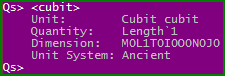 Qs> <cubit>
Unit: Cubit cubit
Quantity: Length`1
Dimension: M0L1T0I0O0N0J0
Unit System: Ancient
Qs>